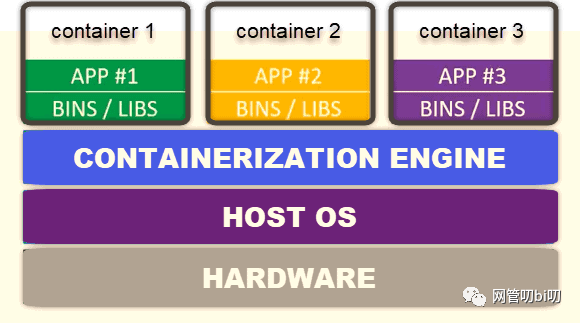 container 1
container 2
container 3
APP #1
APP #2
APP #3
BINS / LIBS
BINS / LIBS
BINS / LIBS
CONTAINERIZATION ENGINE
HOST OS
HARDWARE
网管叨bi叨